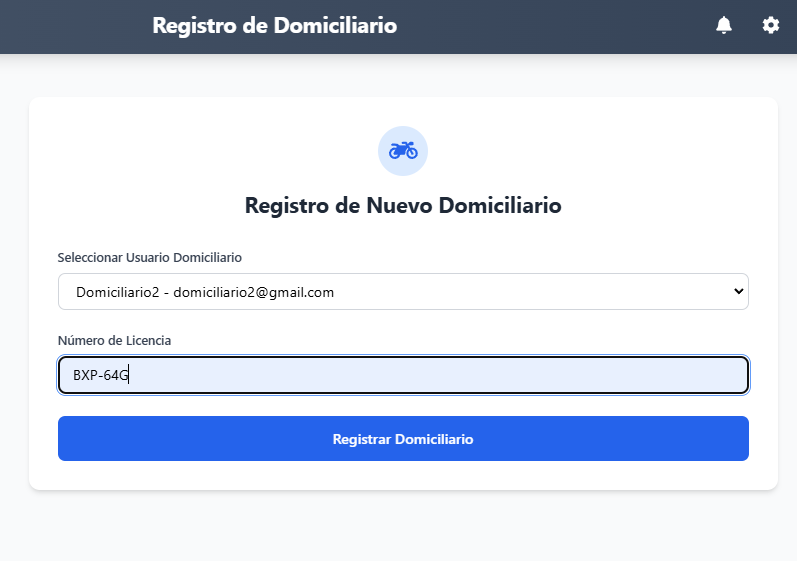 Registro de Domiciliario
Registro de Nuevo Domiciliario
Seleccionar Usuario Domiciliario
Domiciliario2 - domiciliario2@gmail.com
Número de Licencia
BXP-64G
Registrar Domiciliario